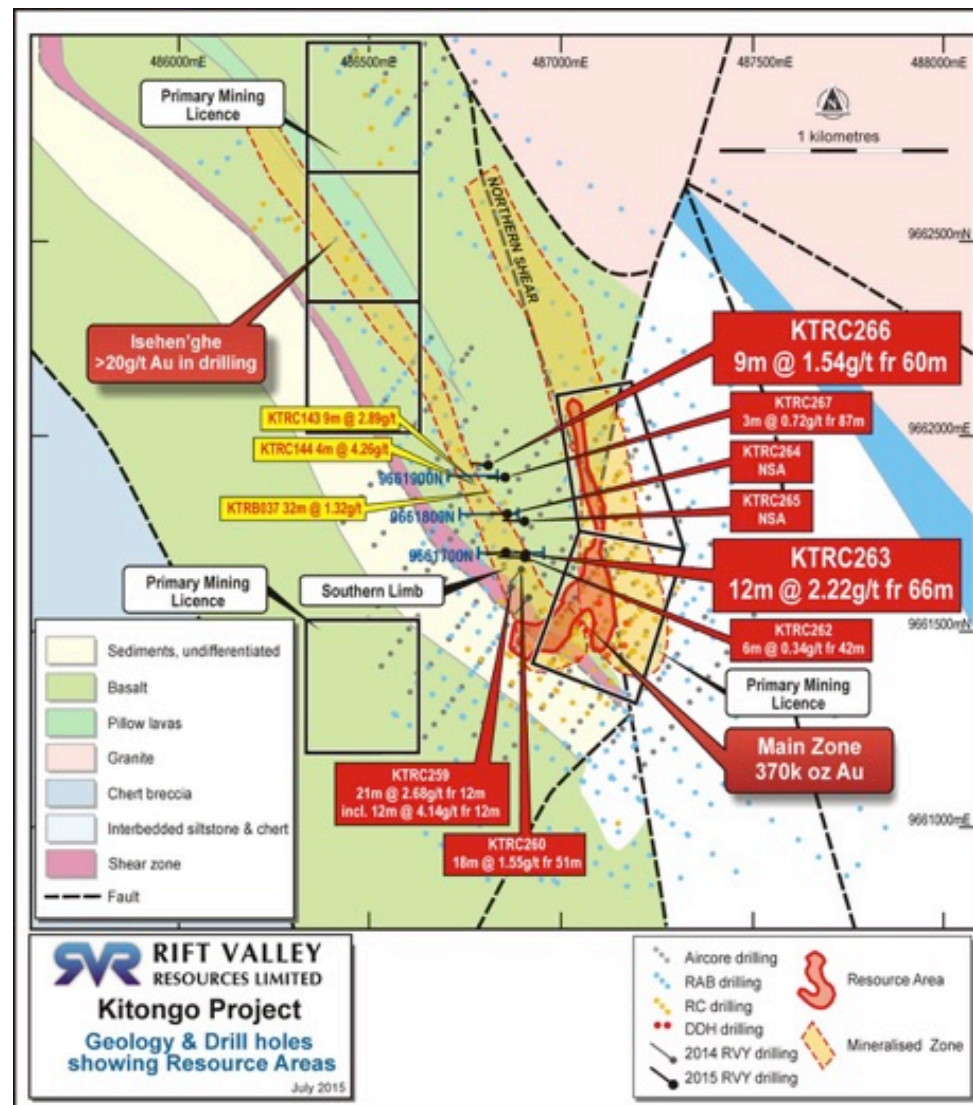 486000mE
486500mE
487000mE
487500mE
488000mE
Primary Mining
Licence
N
1 kilometres
NORTHERN SHEAR
9662500mN
Isehen'ghe
>20g/t Au in drilling
KTRC266
9m @ 1.54g/t fr 60m
KTRC143 9m @ 2.89g/t
KTRC267
3m @ 0.72g/t fr 87m
9662000mE
KTRC144 4m @ 4.26g/t
KTRC264
NSA
9661900N
KTRB037 32m @ 1.32g/t
KTRC265
NSA
9661800N
9661700N
KTRC263
12m @ 2.22g/t fr 66m
Primary Mining
Licence
Southern Limb
9661500mN
KTRC262
6m @ 0.34g/t fr 42m
Primary Mining
Licence
Main Zone
370k oz Au
KTRC259
21m @ 2.68g/t fr 12m
incl. 12m @ 4.14g/t fr 12m
9661000mE
KTRC260
18m @ 1.55g/t fr 51m
Sediments, undifferentiated
Basalt
Pillow lavas
Granite
Chert breccia
Interbedded siltstone & chert
Shear zone
Fault
RVR RIFT VALLEY
RESOURCES LIMITED
Kitongo Project
Geology & Drill holes
showing Resource Areas
July 2015
Aircore drilling
RAB drilling
RC drilling
DDH drilling
2014 RVY drilling
2015 RVY drilling
Resource Area
Mineralised Zone